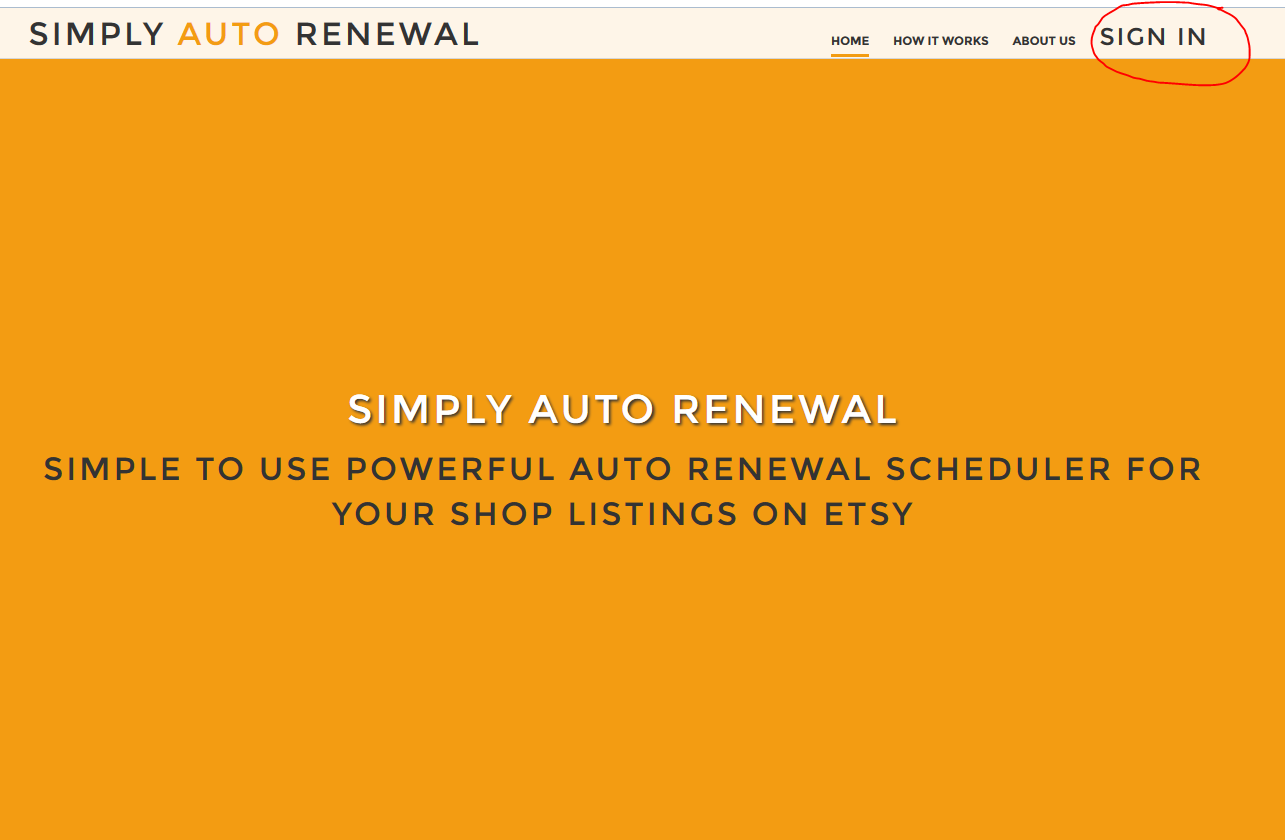 SIMPLY AUTO RENEWAL
HOME HOW IT WORKS ABOUT US SIGN IN
SIMPLY AUTO RENEWAL
SIMPLE TO USE POWERFUL AUTO RENEWAL SCHEDULER FOR
YOUR SHOP LISTINGS ON ETSY